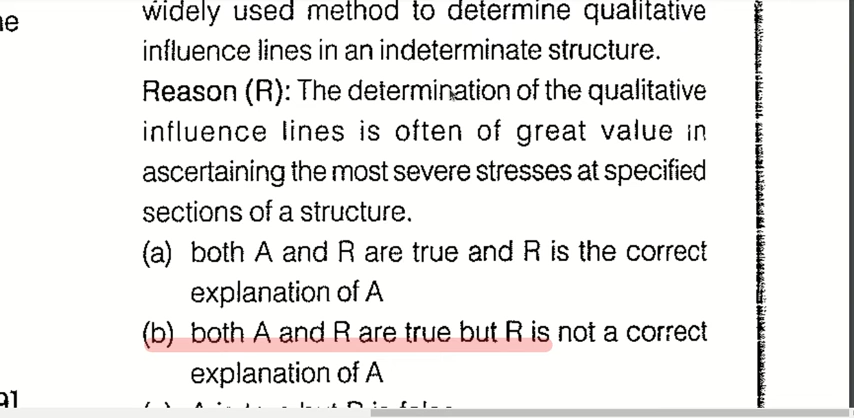 widely used method to determine qualitative
influence lines in an indeterminate structure.
Reason (R): The determination of the qualitative
influence lines is often of great value in
ascertaining the most severe stresses at specified
sections of a structure.
(a) both A and R are true and R is the correct
explanation of A
(b) both A and R are true but R is not a correct
explanation of A